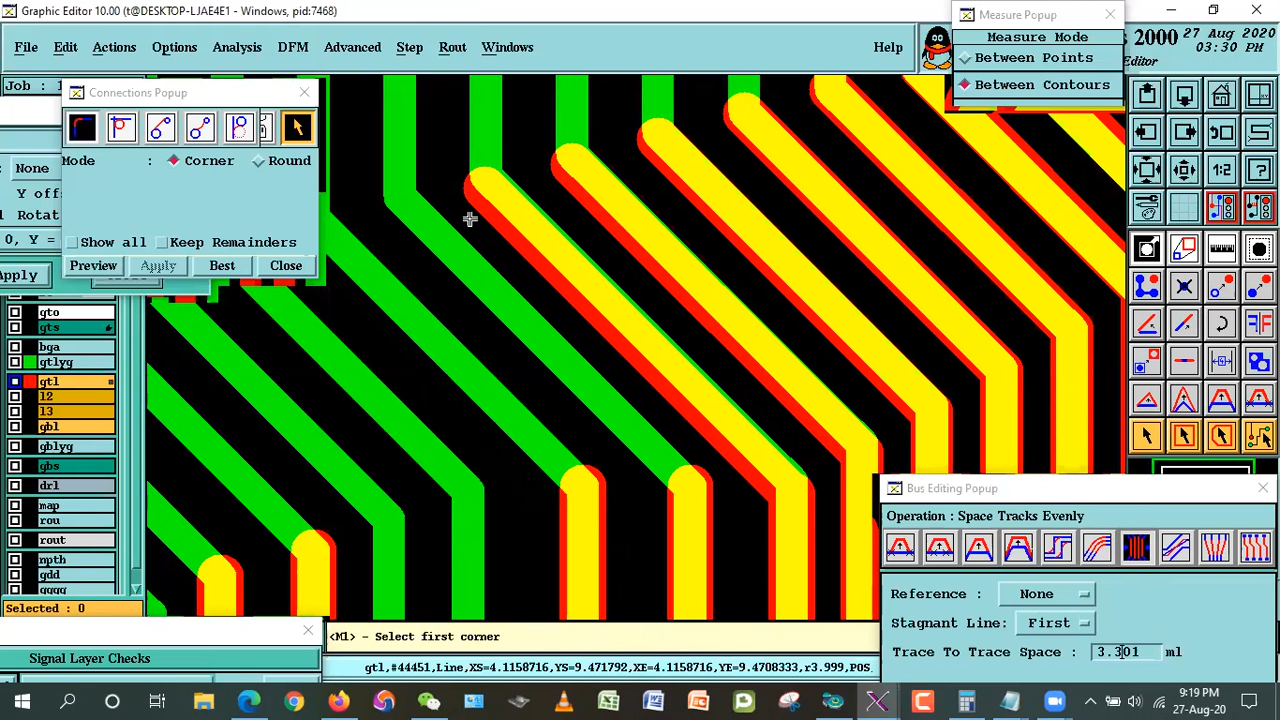 Graphic Editor 10.00 (t@DESKTOP-LJAE4E1 - Windows, pid:7468)
File Edit Actions Options Analysis DFM Advanced Step Rout Windows Help
Measure Popup
Measure Mode
Between Points
Between Contours
2000 27 Aug 2020
03:30 PM
Editor
Job : 1
Connections Popup
Mode : Corner Round
Show all Keep Remainders
Preview Apply Best Close
None
Y off
Rotat
0, Y =
Apply
1:2
gto
gts
bga
gtlyg
gtl
l2
l3
gbl
gblyg
gbs
drl
map
rou
rout
mpth
gdd
gggg
Selected : 0
Signal Layer Checks
<M1> - Select first corner
gtl,#44451,Line,XS=4.1158716,YS=9.471792,XE=4.1158716,YE=9.4708333,r3.999,POS
Bus Editing Popup
Operation : Space Tracks Evenly
Reference : None
Stagnant Line: First
Trace To Trace Space : 3.301 ml
9:19 PM
27-Aug-20